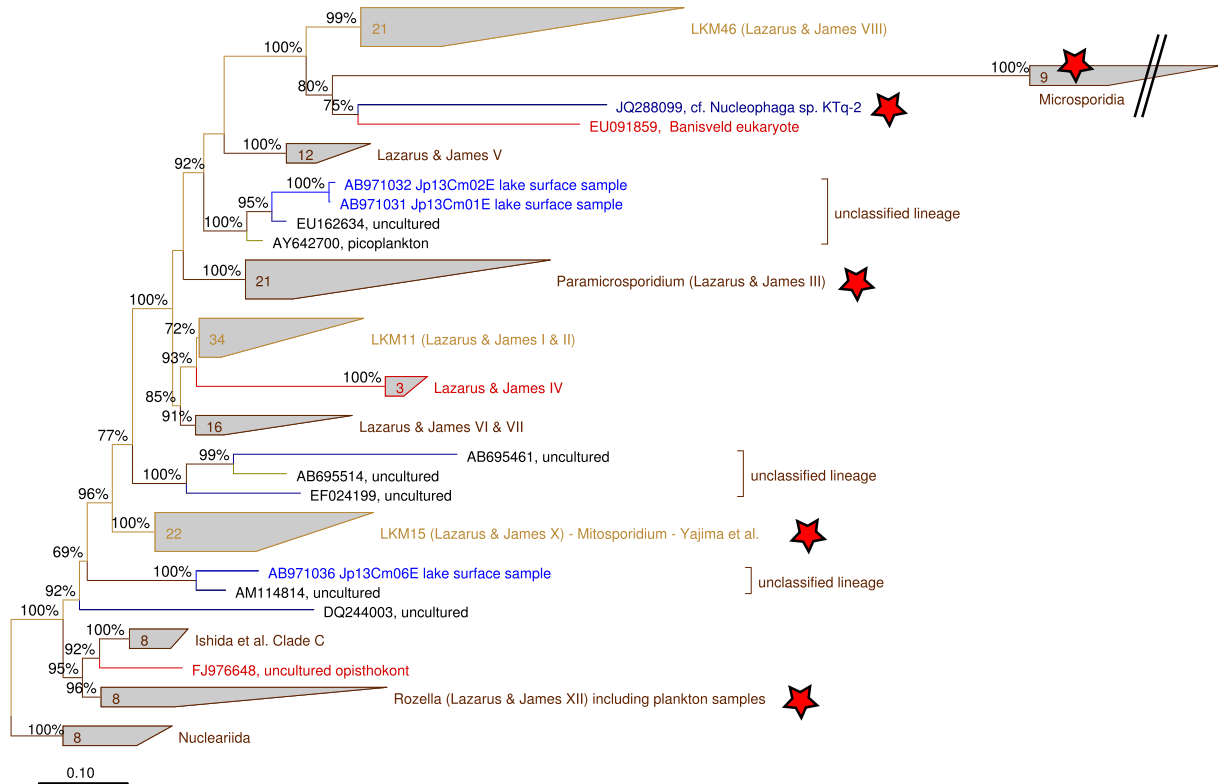 99%
21
LKM46 (Lazarus & James VIII)
100%
100%
9
80%
Microsporidia
75%
JQ288099, cf. Nucleophaga sp. KTq-2
EU091859, Banisveld eukaryote
100%
12
Lazarus & James V
92%
100%
AB971032 Jp13Cm02E lake surface sample
95%
AB971031 Jp13Cm01E lake surface sample
unclassified lineage
100%
EU162634, uncultured
AY642700, picoplankton
100%
21
Paramicrosporidium (Lazarus & James III)
100%
72%
34
LKM11 (Lazarus & James I & II)
93%
100%
3
Lazarus & James IV
85%
91%
16
Lazarus & James VI & VII
77%
99%
AB695461, uncultured
100%
AB695514, uncultured
unclassified lineage
EF024199, uncultured
96%
100%
22
LKM15 (Lazarus & James X) - Mitosporidium - Yajima et al.
69%
100%
AB971036 Jp13Cm06E lake surface sample
unclassified lineage
AM114814, uncultured
92%
DQ244003, uncultured
100%
100%
8
Ishida et al. Clade C
92%
95%
FJ976648, uncultured opisthokont
96%
8
Rozella (Lazarus & James XII) including plankton samples
100%
8
Nucleariida
0.10